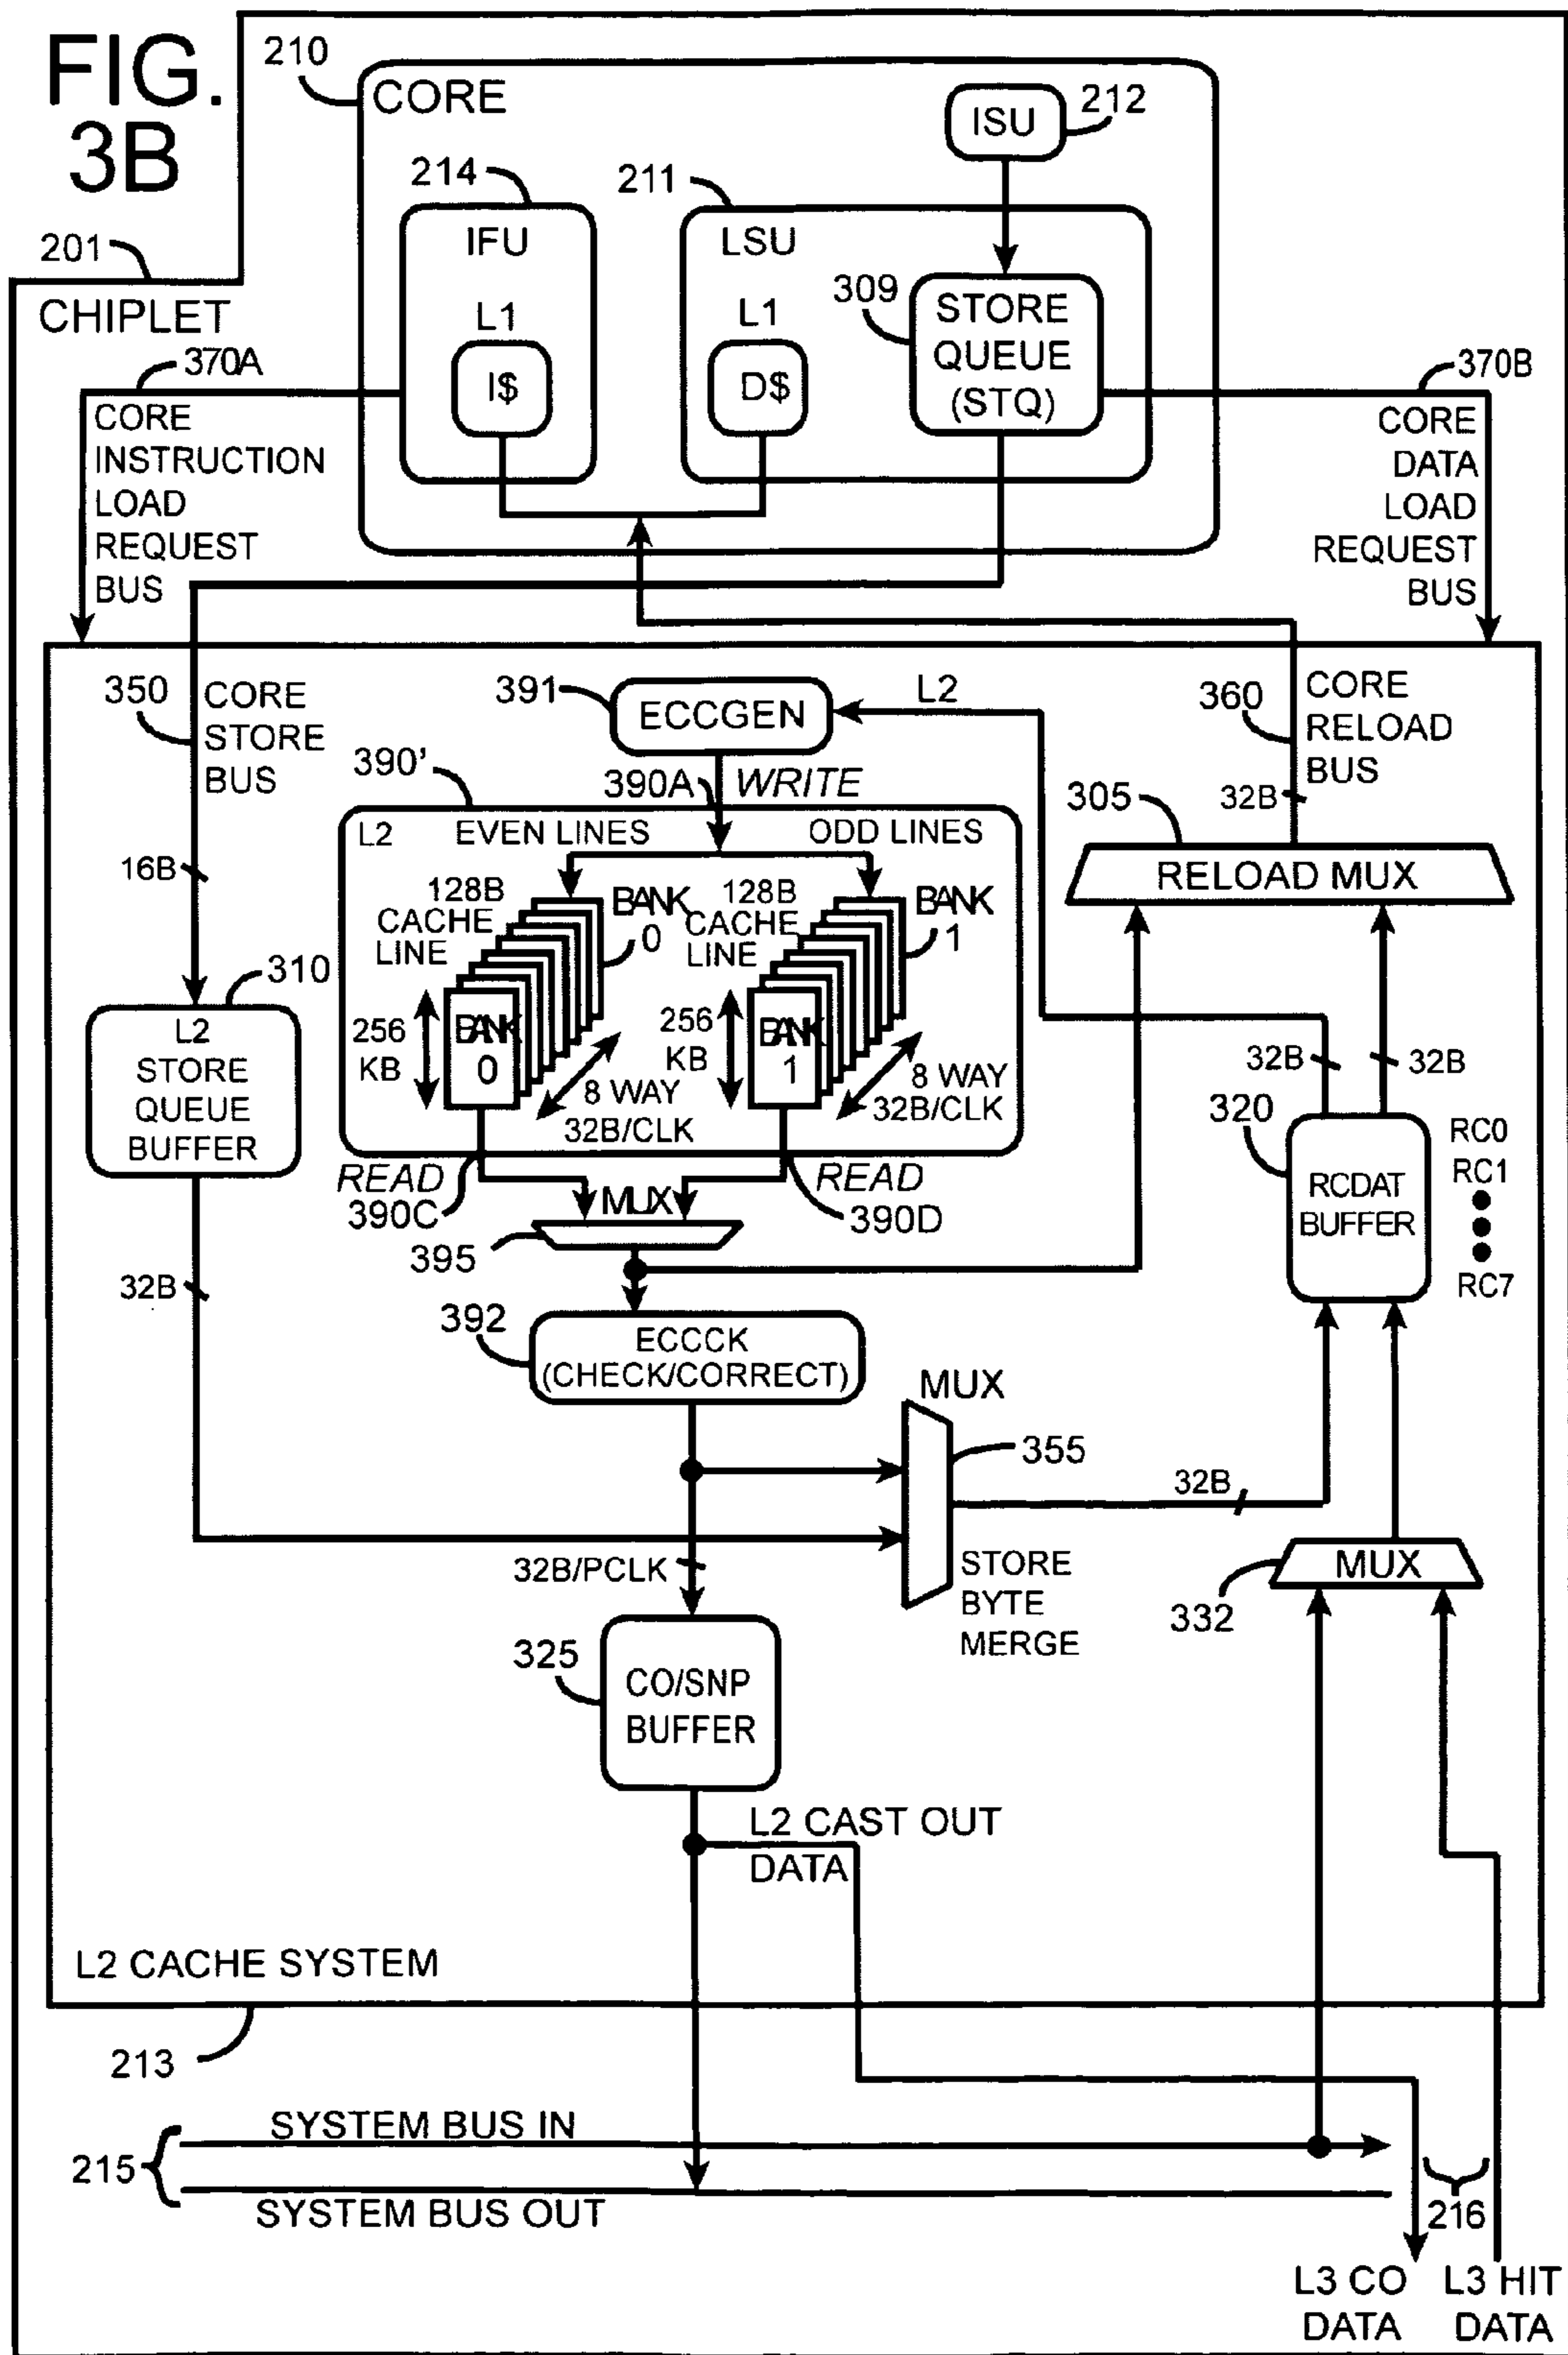 FIG.
3B
210
CORE
ISU
212
214
211
IFU
LSU
201
CHIPLET
L1
I$
L1
D$
309
STORE
QUEUE
(STQ)
370A
370B
CORE
INSTRUCTION
LOAD
REQUEST
BUS
CORE
DATA
LOAD
REQUEST
BUS
350
CORE
STORE
BUS
391
ECCGEN
L2
360
CORE
RELOAD
BUS
390'
390A
WRITE
305
32B
L2
EVEN LINES
ODD LINES
16B
RELOAD MUX
128B
CACHE
LINE
BANK
0
128B
CACHE
LINE
BANK
1
310
L2
STORE
QUEUE
BUFFER
256
KB
BANK
0
8 WAY
32B/CLK
256
KB
BANK
1
8 WAY
32B/CLK
32B
32B
320
RCDAT
BUFFER
RC0
RC1
RC7
READ
390C
MUX
READ
390D
395
32B
392
ECCCK
(CHECK/CORRECT)
MUX
355
32B
32B/PCLK
STORE
BYTE
MERGE
MUX
332
325
CO/SNP
BUFFER
L2 CAST OUT
DATA
L2 CACHE SYSTEM
213
SYSTEM BUS IN
215
SYSTEM BUS OUT
216
L3 CO
DATA
L3 HIT
DATA